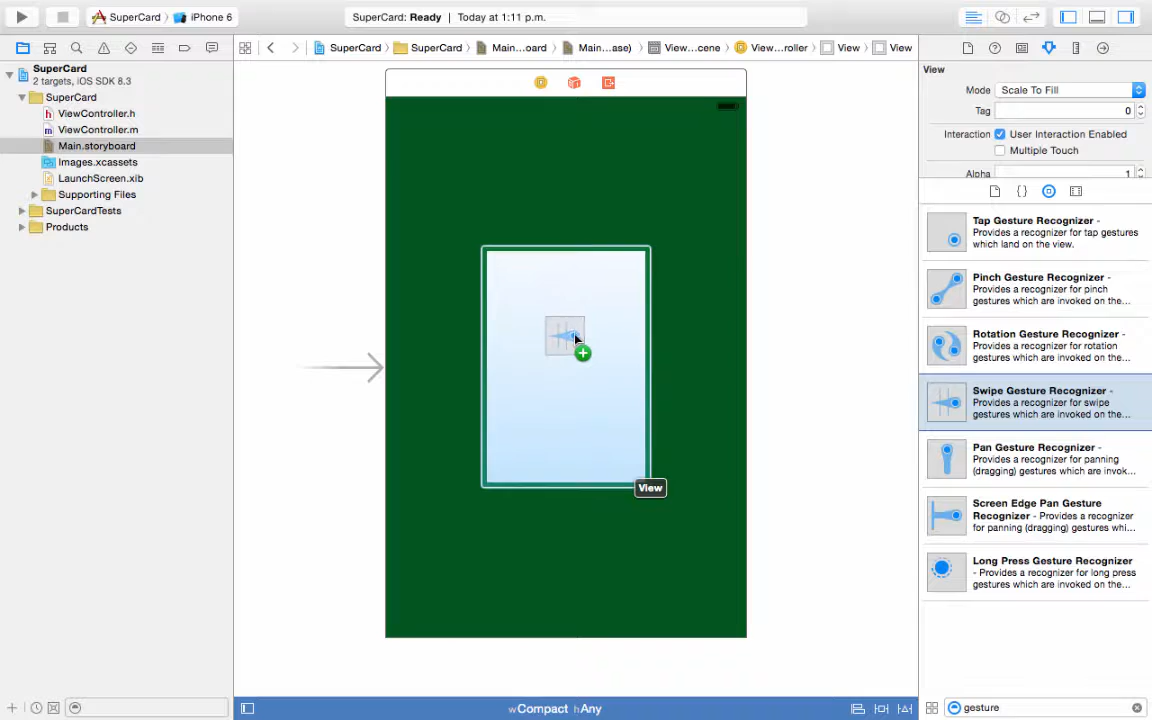 SuperCard
iPhone 6
SuperCard: Ready | Today at 1:11 p.m.
SuperCard
SuperCard
Main....oard
Main...ase)
View...cene
View...roller
View
View
SuperCard
2 targets, iOS SDK 8.3
SuperCard
ViewController.h
ViewController.m
Main.storyboard
Images.xcassets
LaunchScreen.xib
Supporting Files
SuperCardTests
Products
View
wCompact hAny
View
Mode
Scale To Fill
Tag
0
Interaction
User Interaction Enabled
Multiple Touch
Alpha
1
Tap Gesture Recognizer -
Provides a recognizer for tap gestures
which land on the view.
Pinch Gesture Recognizer -
Provides a recognizer for pinch
gestures which are invoked on the...
Rotation Gesture Recognizer -
Provides a recognizer for rotation
gestures which are invoked on the...
Swipe Gesture Recognizer -
Provides a recognizer for swipe
gestures which are invoked on the...
Pan Gesture Recognizer -
Provides a recognizer for panning
(dragging) gestures which are invok...
Screen Edge Pan Gesture
Recognizer - Provides a recognizer
for panning (dragging) gestures whi...
Long Press Gesture Recognizer
- Provides a recognizer for long press
gestures which are invoked on the...
gesture